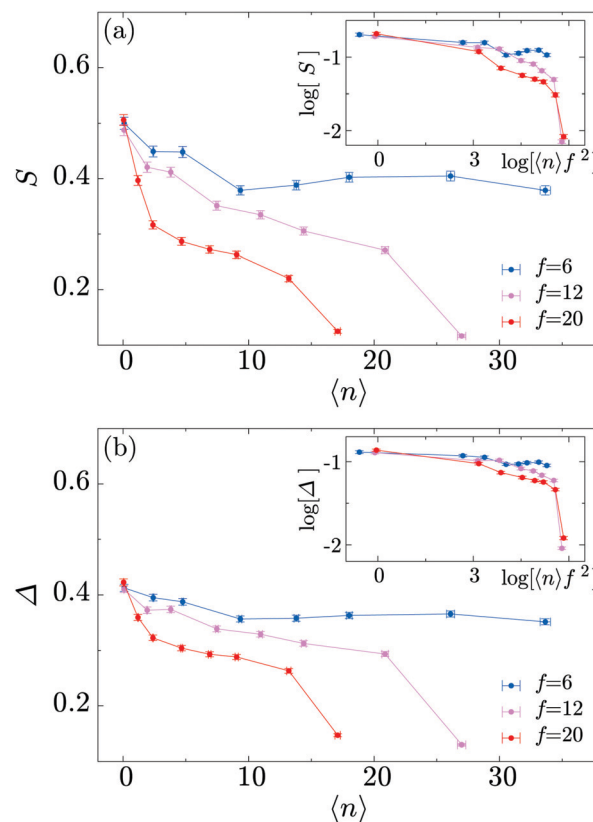 (a)
0.6
0.4
0.2
S
0
10
20
30
⟨n⟩
f=6
f=12
f=20
-1
-2
log[ S ]
0
3
log[⟨n⟩f 2]
(b)
0.6
0.4
0.2
Δ
0
10
20
30
⟨n⟩
f=6
f=12
f=20
-1
-2
log[Δ ]
0
3
log[⟨n⟩f 2]